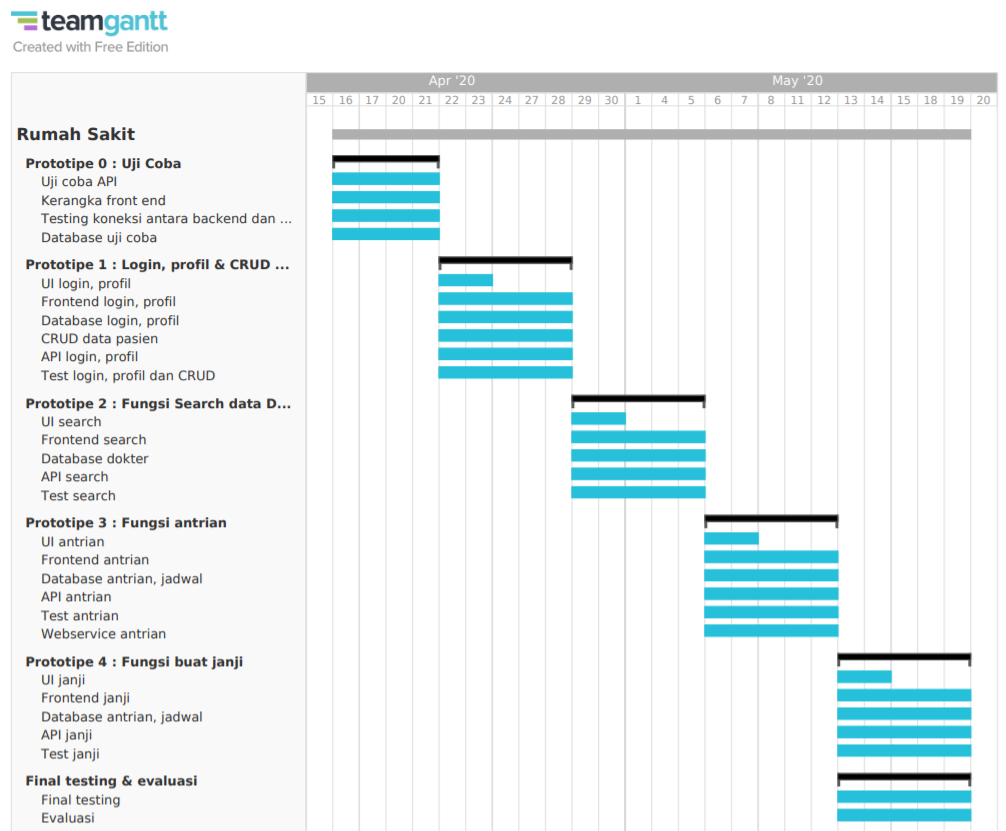 teamgantt
Created with Free Edition
Apr '20 May '20
15 16 17 20 21 22 23 24 27 28 29 30 1 4 5 6 7 8 11 12 13 14 15 18 19 20
Rumah Sakit
Prototipe 0 : Uji Coba
Uji coba API
Kerangka front end
Testing koneksi antara backend dan ...
Database uji coba
Prototipe 1 : Login, profil & CRUD ...
UI login, profil
Frontend login, profil
Database login, profil
CRUD data pasien
API login, profil
Test login, profil dan CRUD
Prototipe 2 : Fungsi Search data D...
UI search
Frontend search
Database dokter
API search
Test search
Prototipe 3 : Fungsi antrian
UI antrian
Frontend antrian
Database antrian, jadwal
API antrian
Test antrian
Webservice antrian
Prototipe 4 : Fungsi buat janji
UI janji
Frontend janji
Database antrian, jadwal
API janji
Test janji
Final testing & evaluasi
Final testing
Evaluasi